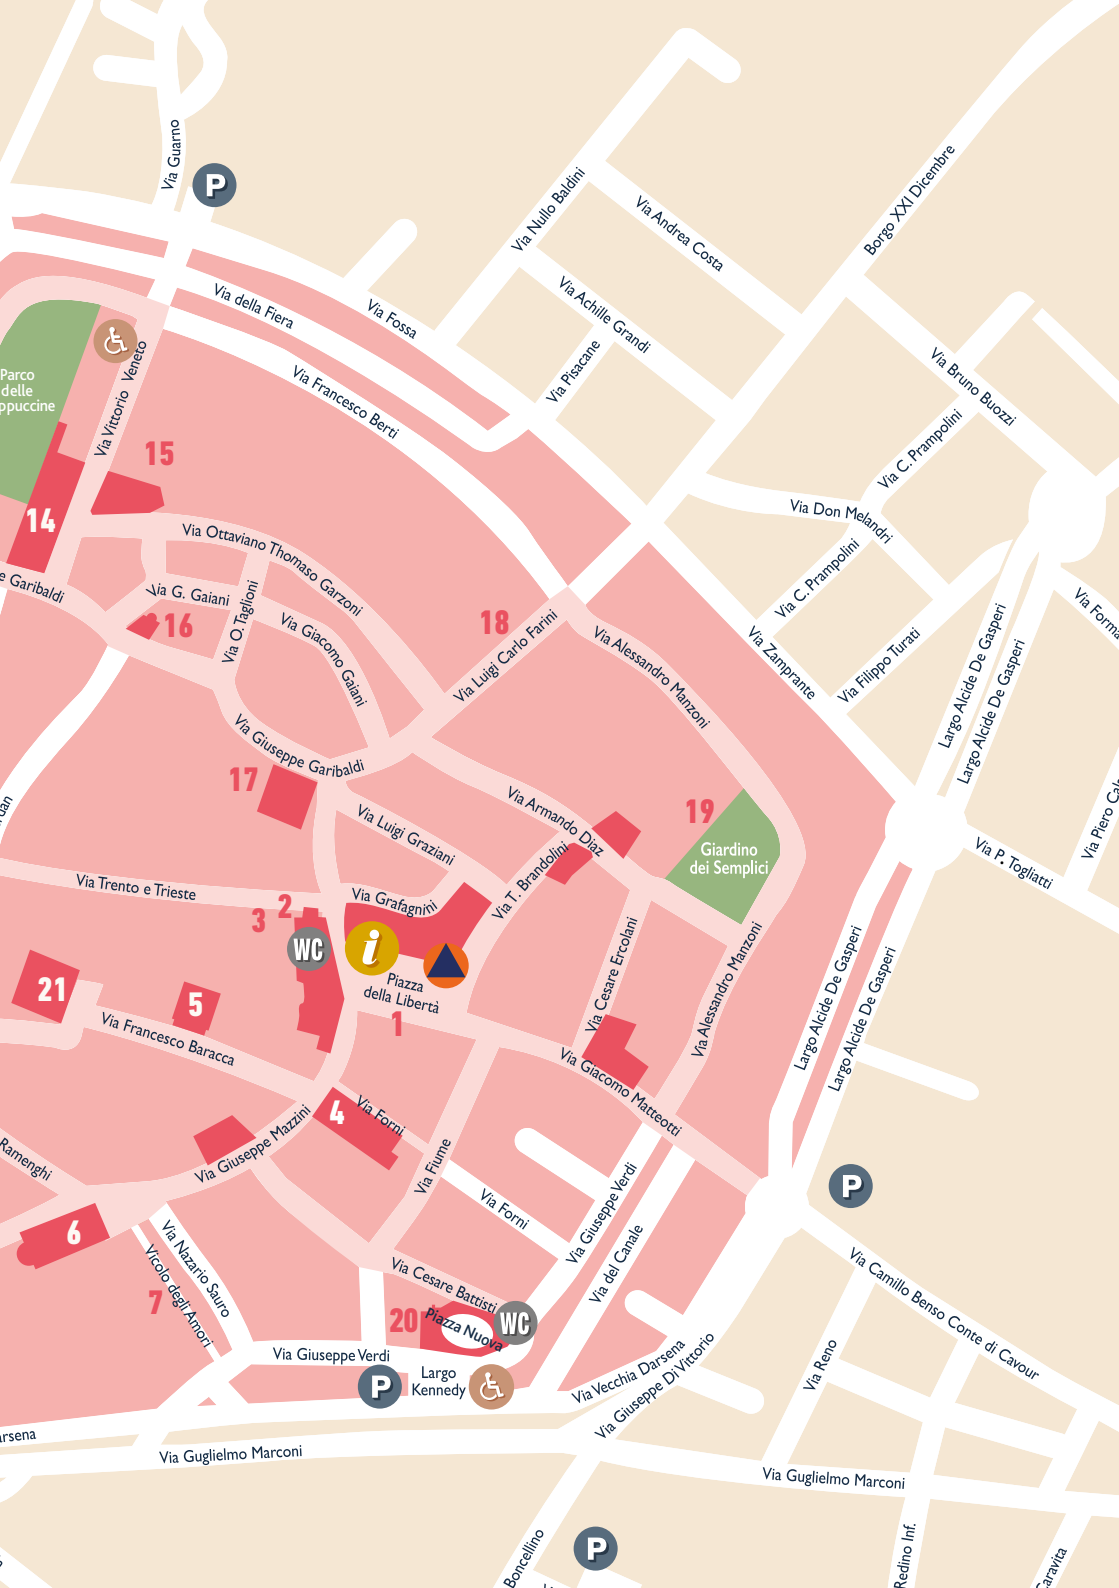 Via Guarno
P
Via Nullo Baldini
Via Andrea Costa
Borgo XXI Dicembre
Via della Fiera
Via Fossa
Via Achille Grandi
Via Pisacane
Via Bruno Buozzi
Via Francesco Berti
Parco
delle
ppuccine
Via Vittorio Veneto
15
14
Via C. Prampolini
Via Don Melandri
Via C. Prampolini
Via Ottaviano Thomaso Garzoni
e Garibaldi
Via G. Gaiani
Via O. Taglioni
16
Via Giacomo Gaiani
18
Via Luigi Carlo Farini
Via Alessandro Manzoni
Via Zamprante
Via Filippo Turati
Largo Alcide De Gasperi
Largo Alcide De Gasperi
Via Forma
Via Giuseppe Garibaldi
17
Via Luigi Graziani
Via Armando Diaz
19
Giardino
dei Semplici
Via P. Togliatti
Via Piero Cala
rdan
Via Trento e Trieste
Via Grafagnini
Via T. Brandolini
2
3
WC
i
Piazza
della Libertà
1
Via Cesare Ercolani
Via Alessandro Manzoni
Largo Alcide De Gasperi
Largo Alcide De Gasperi
21
5
Via Francesco Baracca
4
Via Forni
Via Giacomo Matteotti
Ramenghi
Via Giuseppe Mazzini
Via Fiume
Via Forni
Via Giuseppe Verdi
Via del Canale
P
6
7
Via Nazario Sauro
Vicolo degli Amori
Via Cesare Battisti
20
Piazza Nuova
WC
Via Giuseppe Verdi
P
Largo
Kennedy
Via Vecchia Darsena
Via Giuseppe Di Vittorio
Via Camillo Benso Conte di Cavour
Via Reno
arsena
Via Guglielmo Marconi
Via Guglielmo Marconi
Boncellino
P
Redino Inf.
Caravita